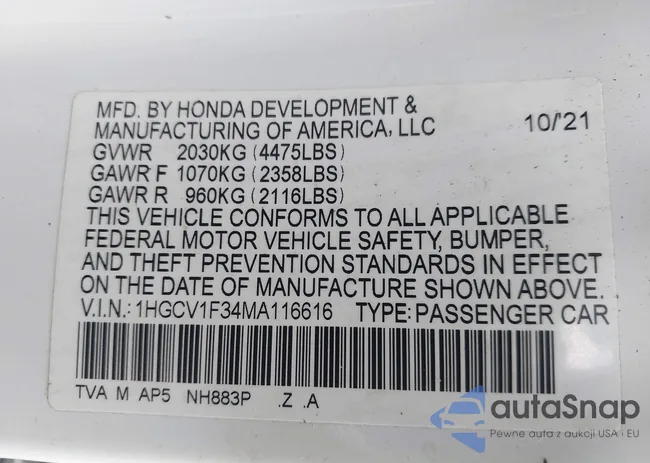 MFD. BY HONDA DEVELOPMENT &
MANUFACTURING OF AMERICA, LLC 10/'21
GVWR 2030KG (4475LBS)
GAWR F 1070KG (2358LBS)
GAWR R 960KG (2116LBS)
THIS VEHICLE CONFORMS TO ALL APPLICABLE
FEDERAL MOTOR VEHICLE SAFETY, BUMPER,
AND THEFT PREVENTION STANDARDS IN EFFECT
ON THE DATE OF MANUFACTURE SHOWN ABOVE.
V.I.N.: 1HGCV1F34MA116616 TYPE: PASSENGER CAR
TVA M AP5 NH883P .Z .A
autaSnap
Pewne auta z aukcji USA i EU